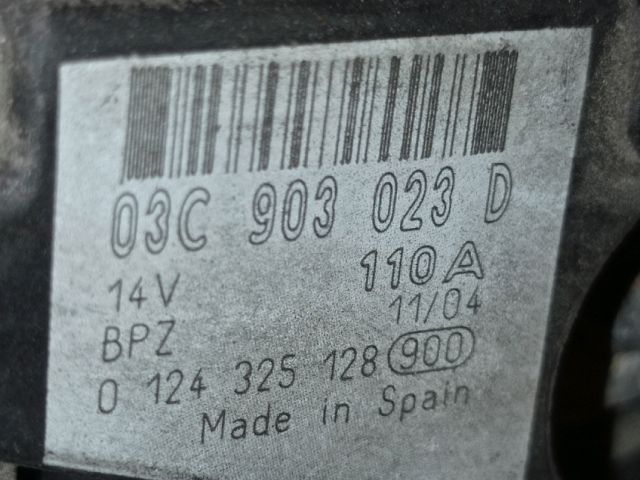 03C 903 023 D
14V 110A
BPZ 11/04
0 124 325 128 900
Made in Spain